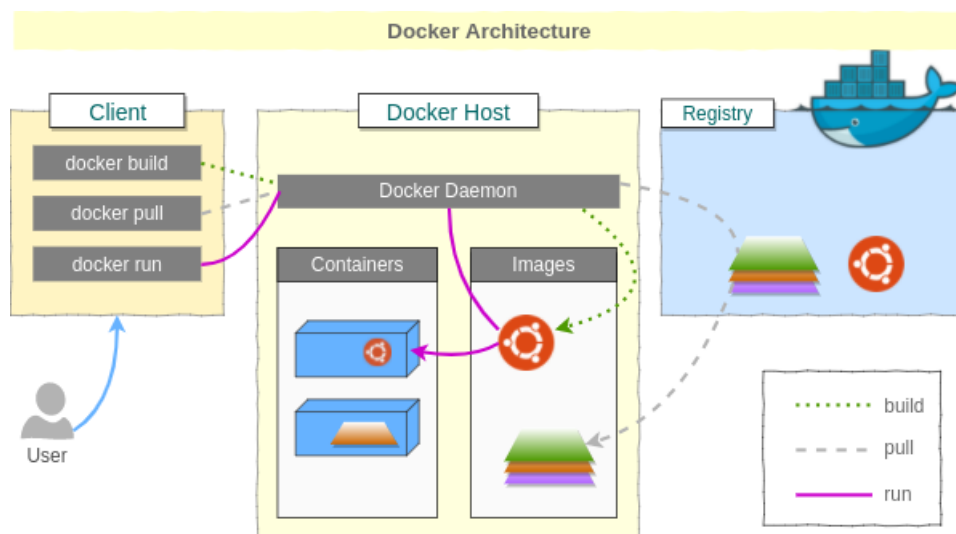 Docker Architecture
Client
docker build
docker pull
docker run
User
Docker Host
Docker Daemon
Containers
Images
Registry
build
pull
run